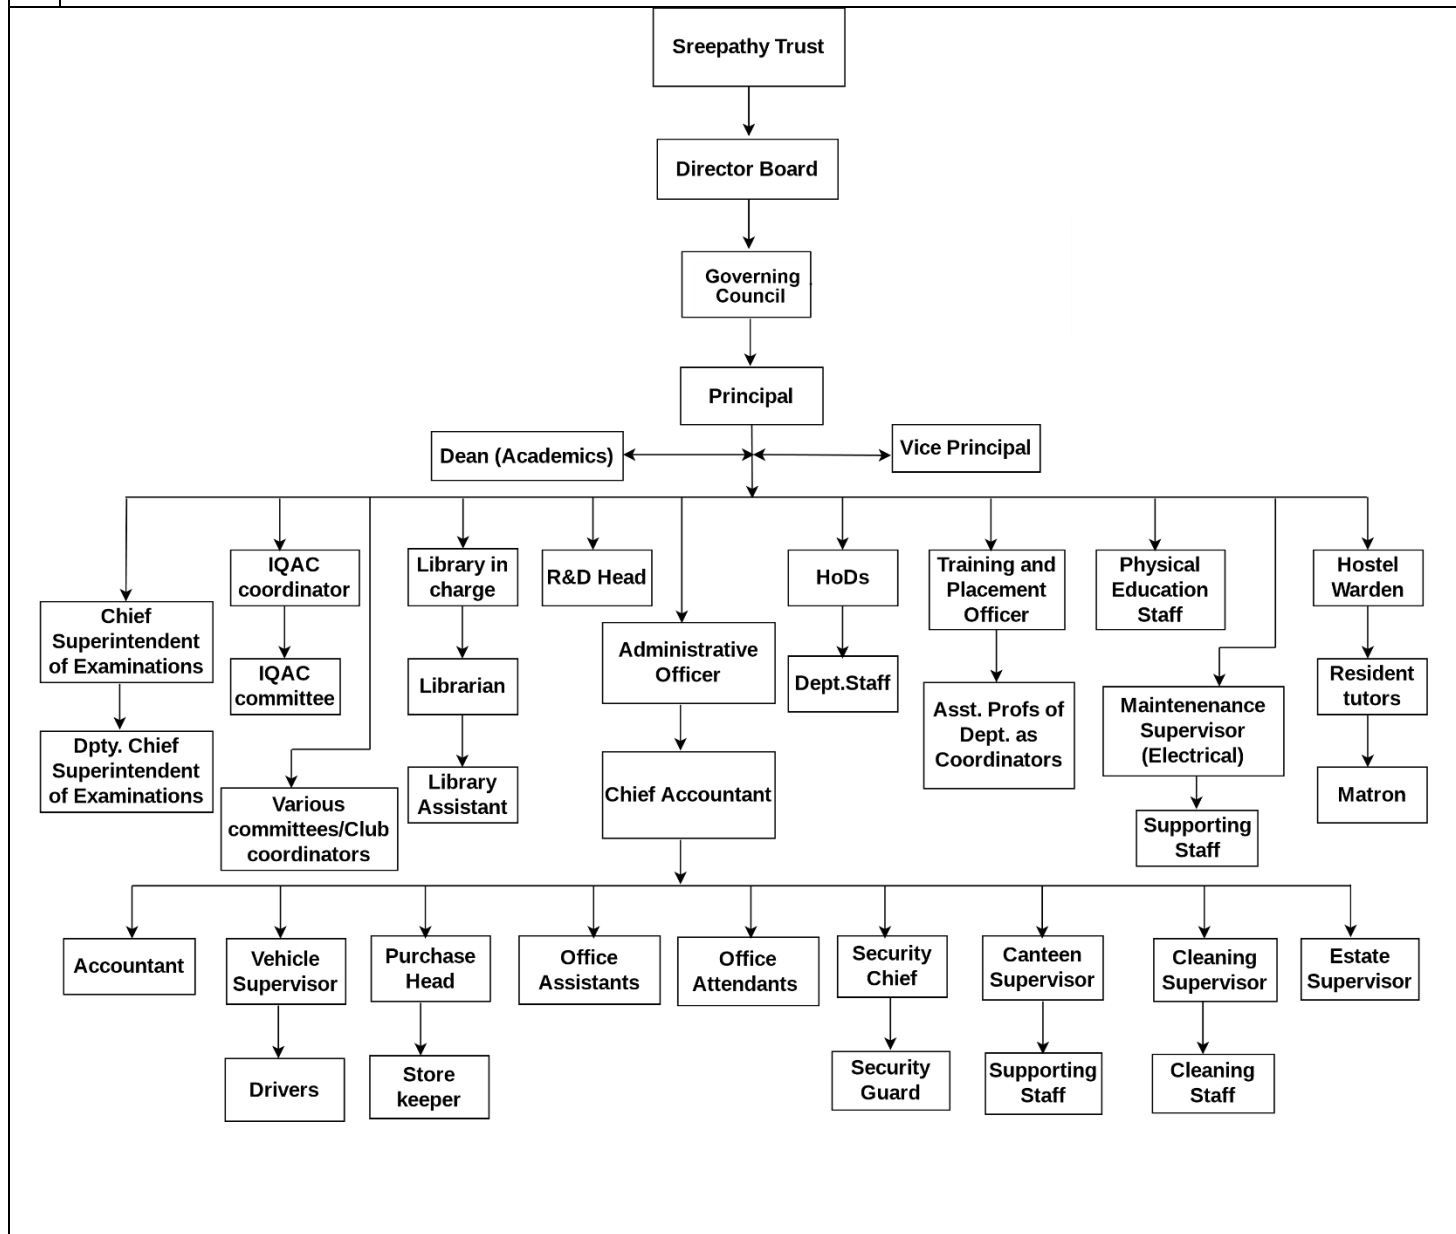 Sreepathy Trust
Director Board
Governing
Council
Principal
Dean (Academics)
Vice Principal
Chief
Superintendent
of Examinations
Dpty. Chief
Superintendent
of Examinations
IQAC
coordinator
IQAC
committee
Various
committees/Club
coordinators
Library in
charge
Librarian
Library
Assistant
R&D Head
Administrative
Officer
Chief Accountant
HoDs
Dept.Staff
Training and
Placement
Officer
Asst. Profs of
Dept. as
Coordinators
Physical
Education
Staff
Maintenenance
Supervisor
(Electrical)
Supporting
Staff
Hostel
Warden
Resident
tutors
Matron
Accountant
Vehicle
Supervisor
Drivers
Purchase
Head
Store
keeper
Office
Assistants
Office
Attendants
Security
Chief
Security
Guard
Canteen
Supervisor
Supporting
Staff
Cleaning
Supervisor
Cleaning
Staff
Estate
Supervisor